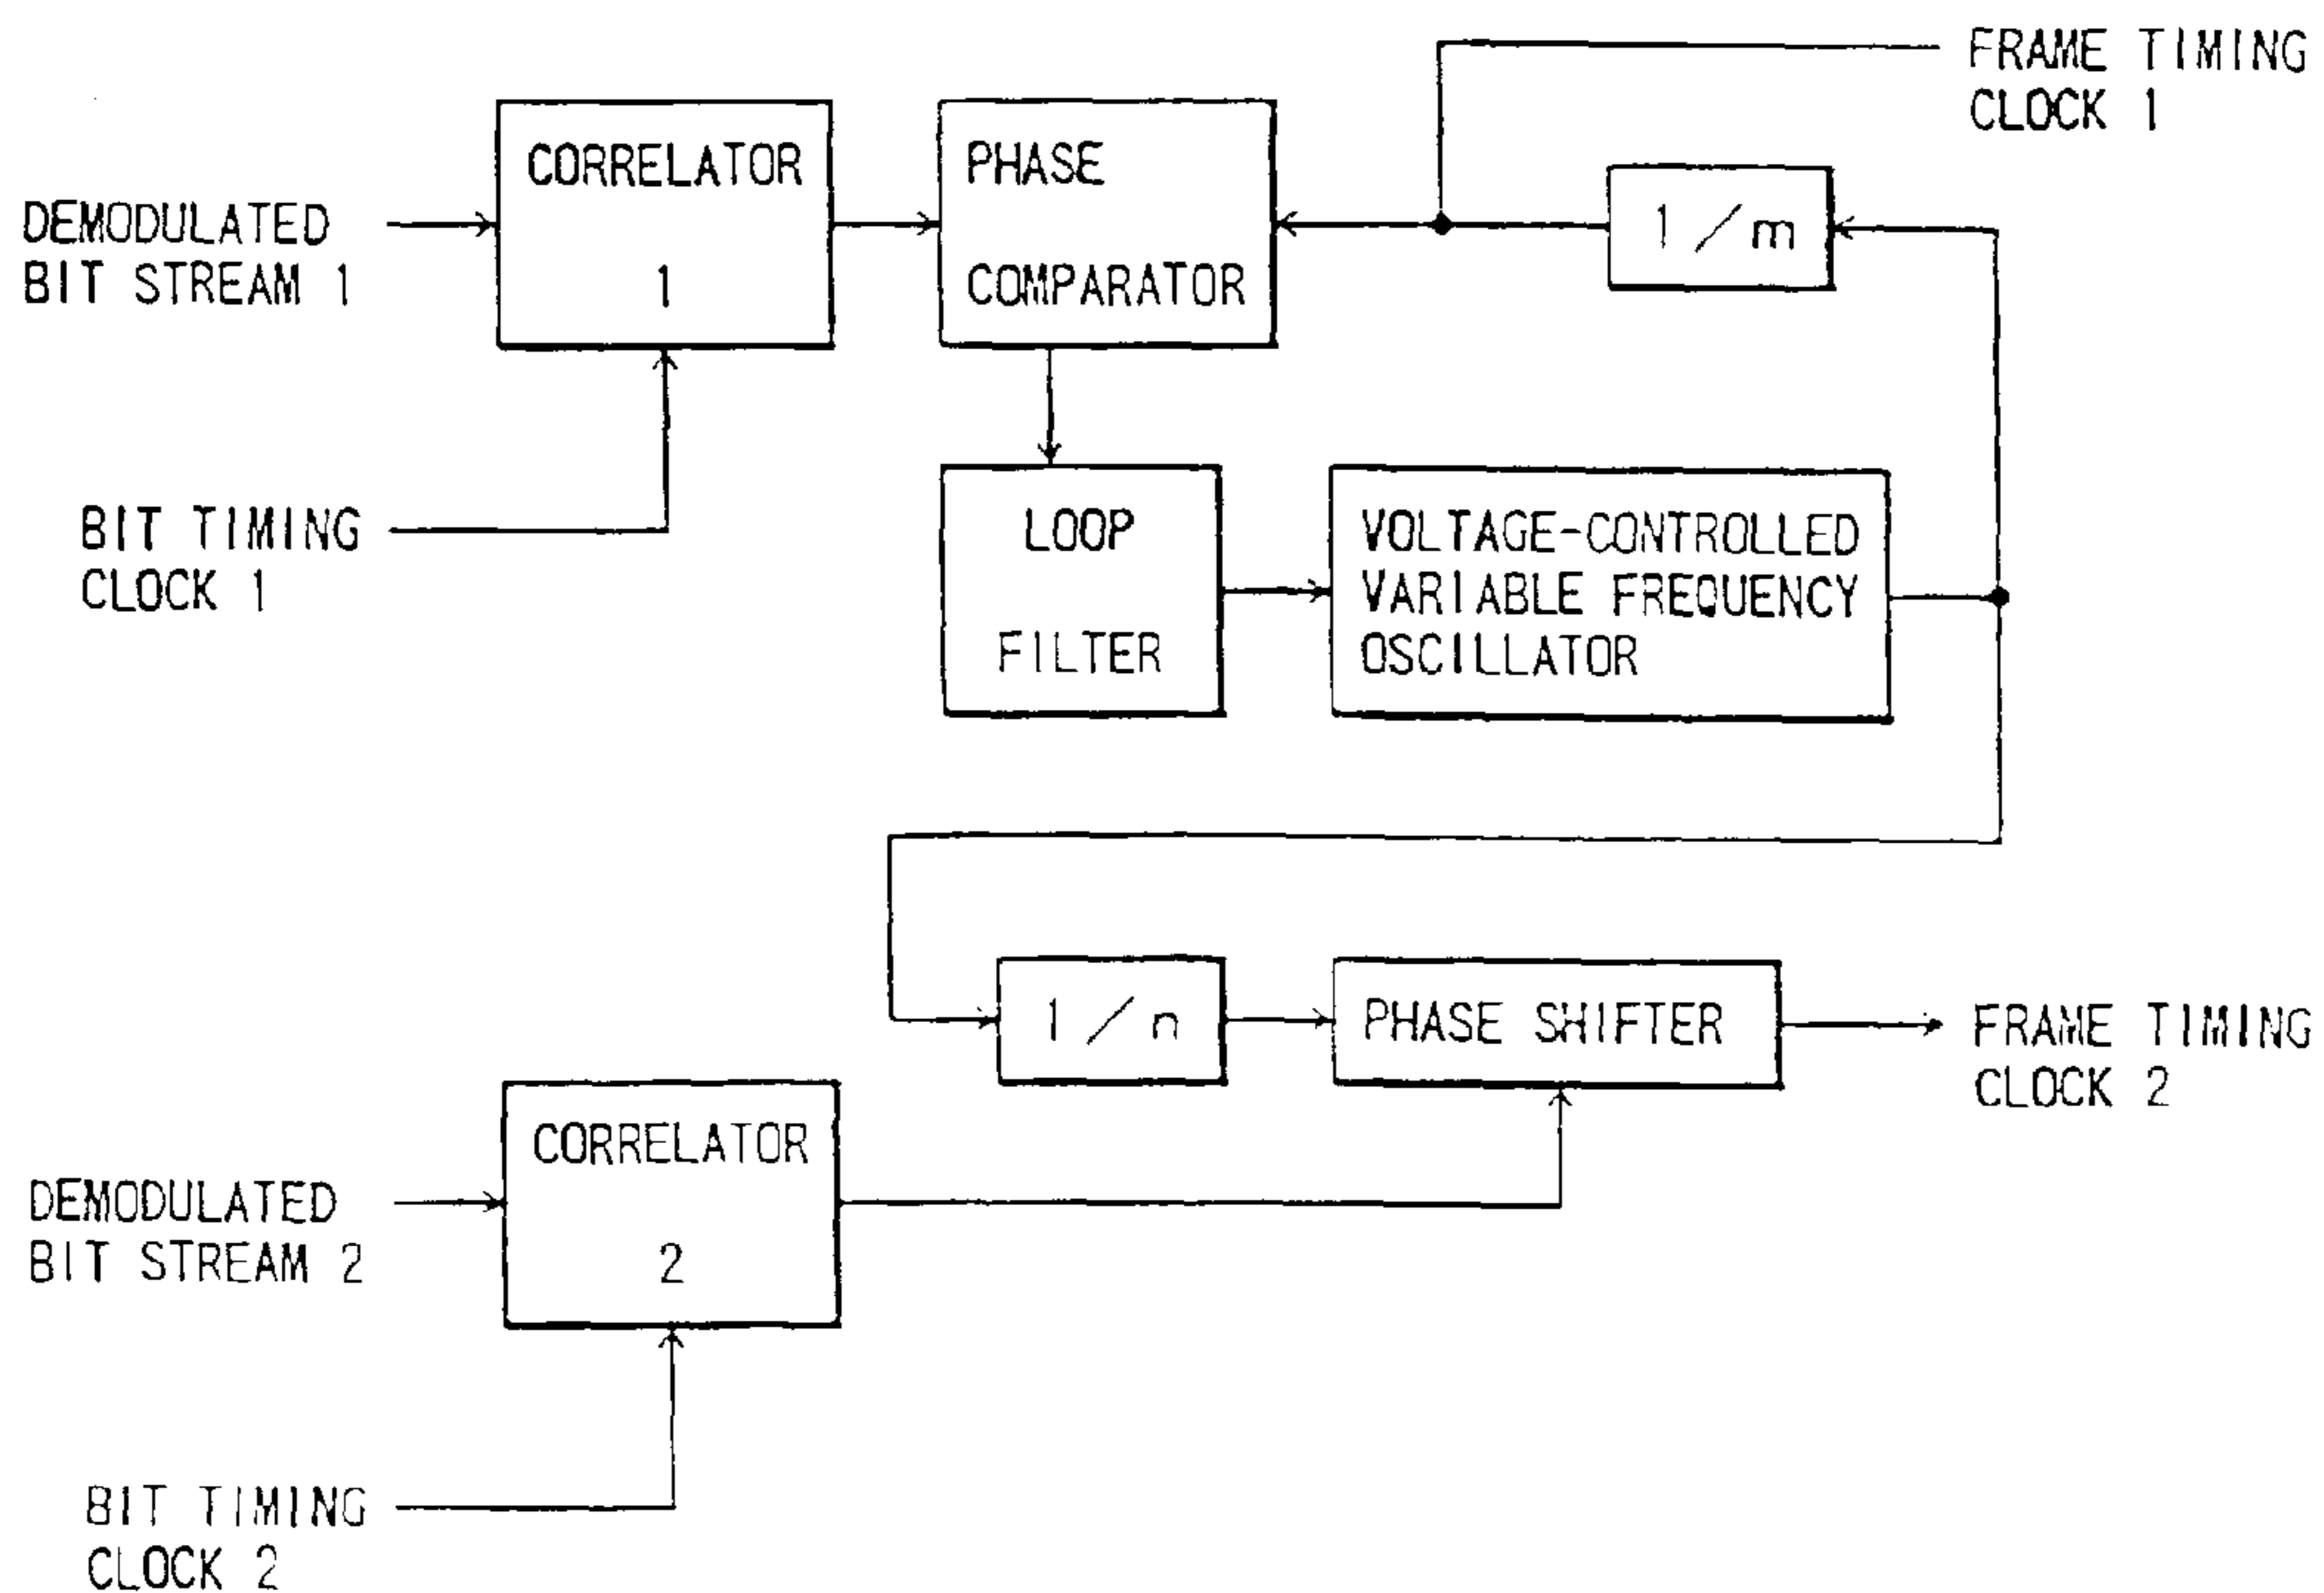 FRAME TIMING
CLOCK 1
CORRELATOR
1
PHASE
COMPARATOR
1/m
DEMODULATED
BIT STREAM 1
BIT TIMING
CLOCK 1
LOOP
FILTER
VOLTAGE-CONTROLLED
VARIABLE FREQUENCY
OSCILLATOR
1/n
PHASE SHIFTER
FRAME TIMING
CLOCK 2
CORRELATOR
2
DEMODULATED
BIT STREAM 2
BIT TIMING
CLOCK 2